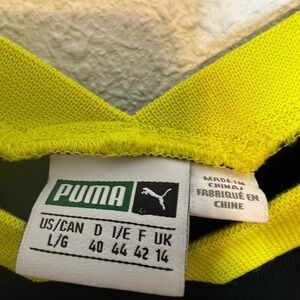 PUMA
US/CAN D I/E F UK
L/G 40 44 42 14
MADE IN
CHINA/
FABRIQUÉ EN
CHINE